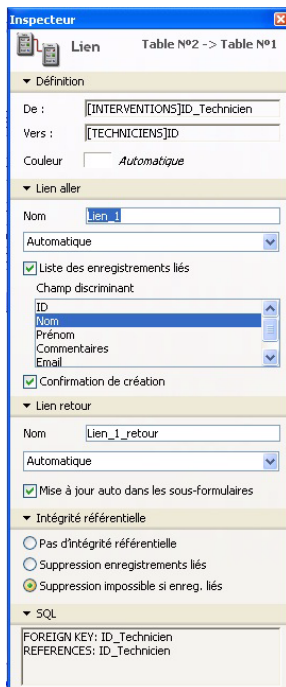 Inspecteur
Lien Table Nº2 -> Table Nº1
Définition
De : [INTERVENTIONS]ID_Technicien
Vers : [TECHNICIENS]ID
Couleur Automatique
Lien aller
Nom Lien_1
Automatique
Liste des enregistrements liés
Champ discriminant
ID
Nom
Prénom
Commentaires
Email
Confirmation de création
Lien retour
Nom Lien_1_retour
Automatique
Mise à jour auto dans les sous-formulaires
Intégrité référentielle
Pas d'intégrité référentielle
Suppression enregistrements liés
Suppression impossible si enreg. liés
SQL
FOREIGN KEY: ID_Technicien
REFERENCES: ID_Technicien